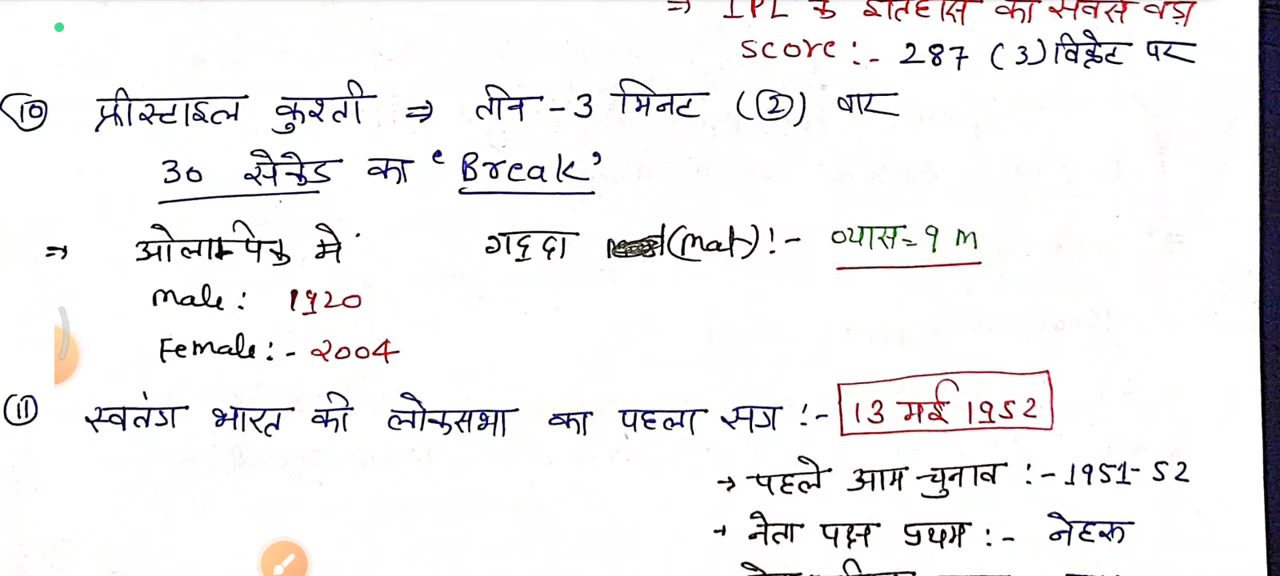 ⇒ IPL के इतिहास का सबसे बड़ा
score:- 287 (3) विकेट पर
⑩ फ्रीस्टाइल कुश्ती ⇒ तीन -3 मिनट (②) बार
30 सेकेंड का 'Break'
⇒ ओलम्पिक में गद्दा (mat):- व्यास=9 m
male: 1920
Female:- 2004
⑪ स्वतंत्र भारत की लोकसभा का पहला सत्र :- 13 मई 1952
→ पहले आम चुनाव :- 1951-52
→ नेता पक्ष प्रथम :- नेहरू